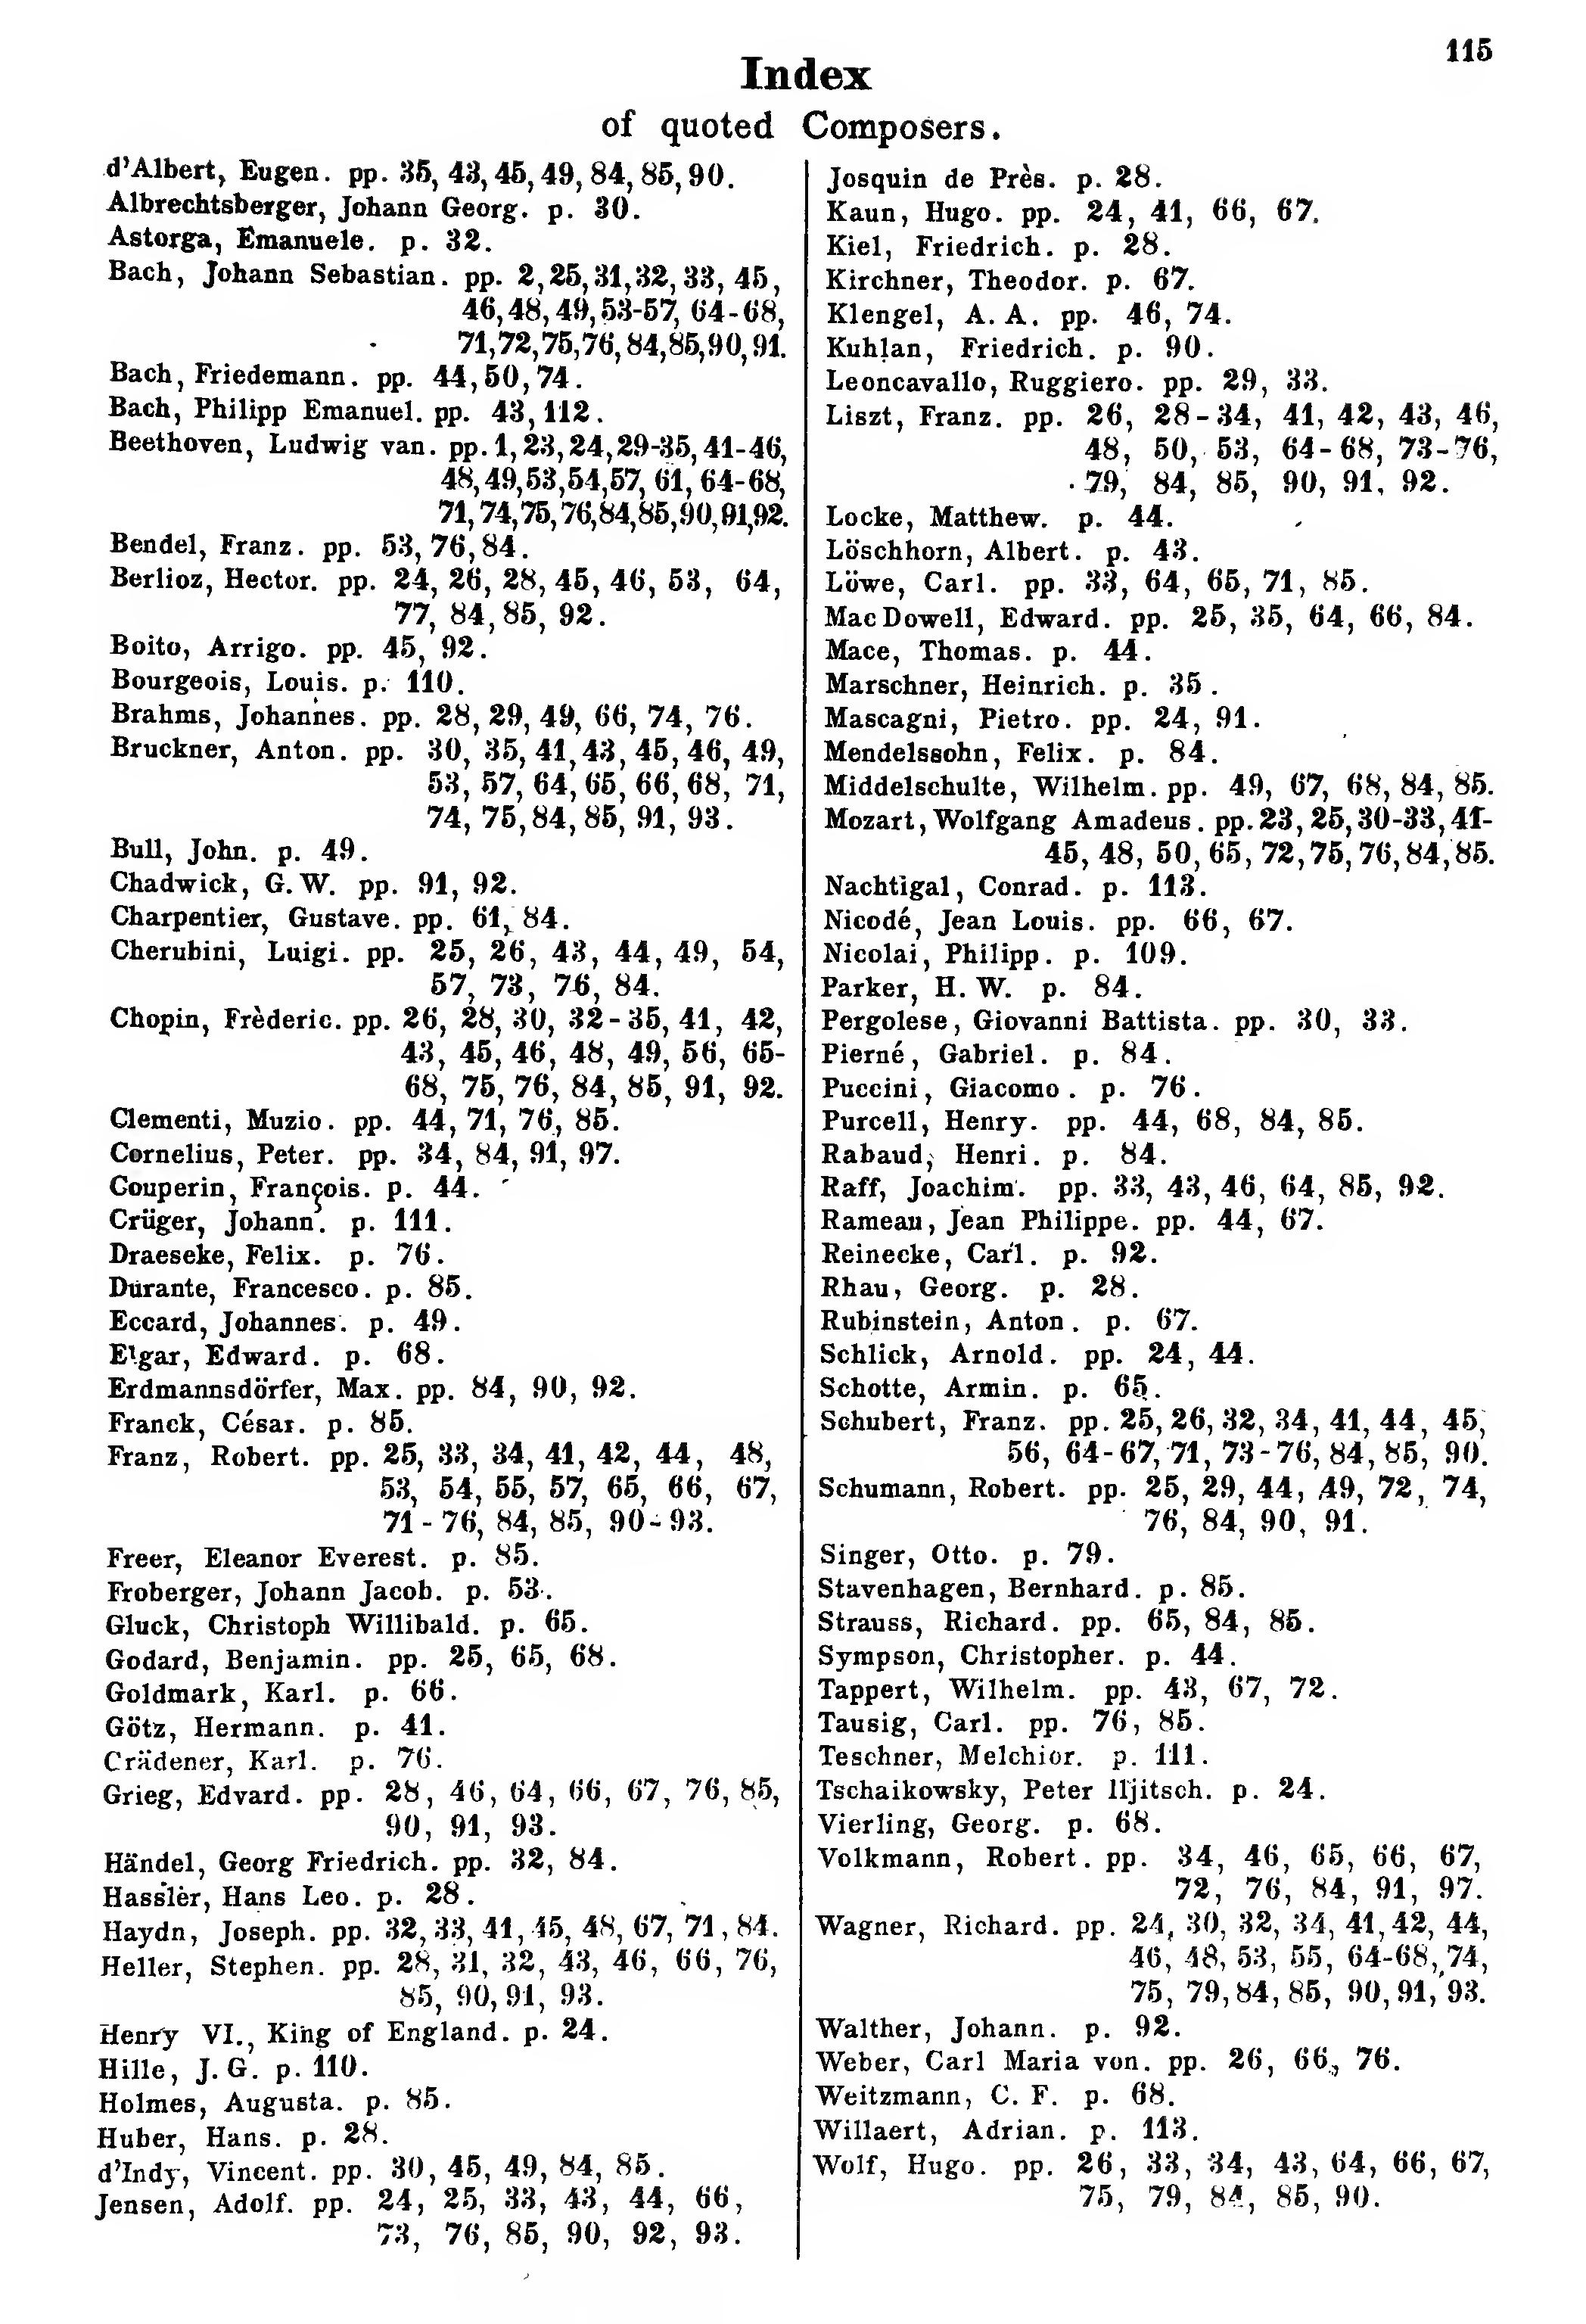 115
Index
of quoted Composers.
d'Albert, Eugen. pp. 35, 43, 45, 49, 84, 85, 90.
Albrechtsberger, Johann Georg. p. 30.
Astorga, Emanuele. p. 32.
Bach, Johann Sebastian. pp. 2, 25, 31, 32, 33, 45,
46, 48, 49, 53-57, 64-68,
71, 72, 75, 76, 84, 85, 90, 91.
Bach, Friedemann. pp. 44, 50, 74.
Bach, Philipp Emanuel. pp. 43, 112.
Beethoven, Ludwig van. pp. 1, 23, 24, 29-35, 41-46,
48, 49, 53, 54, 57, 61, 64-68,
71, 74, 75, 76, 84, 85, 90, 91, 92.
Bendel, Franz. pp. 53, 76, 84.
Berlioz, Hector. pp. 24, 26, 28, 45, 46, 53, 64,
77, 84, 85, 92.
Boito, Arrigo. pp. 45, 92.
Bourgeois, Louis. p. 110.
Brahms, Johannes. pp. 28, 29, 49, 66, 74, 76.
Bruckner, Anton. pp. 30, 35, 41, 43, 45, 46, 49,
53, 57, 64, 65, 66, 68, 71,
74, 75, 84, 85, 91, 93.
Bull, John. p. 49.
Chadwick, G. W. pp. 91, 92.
Charpentier, Gustave. pp. 61, 84.
Cherubini, Luigi. pp. 25, 26, 43, 44, 49, 54,
57, 73, 76, 84.
Chopin, Frèderic. pp. 26, 28, 30, 32-35, 41, 42,
43, 45, 46, 48, 49, 56, 65-
68, 75, 76, 84, 85, 91, 92.
Clementi, Muzio. pp. 44, 71, 76, 85.
Cornelius, Peter. pp. 34, 84, 91, 97.
Couperin, François. p. 44.
Crüger, Johann. p. 111.
Draeseke, Felix. p. 76.
Durante, Francesco. p. 85.
Eccard, Johannes. p. 49.
Elgar, Edward. p. 68.
Erdmannsdörfer, Max. pp. 84, 90, 92.
Franck, César. p. 85.
Franz, Robert. pp. 25, 33, 34, 41, 42, 44, 48,
53, 54, 55, 57, 65, 66, 67,
71-76, 84, 85, 90-93.
Freer, Eleanor Everest. p. 85.
Froberger, Johann Jacob. p. 53.
Gluck, Christoph Willibald. p. 65.
Godard, Benjamin. pp. 25, 65, 68.
Goldmark, Karl. p. 66.
Götz, Hermann. p. 41.
Crädener, Karl. p. 76.
Grieg, Edvard. pp. 28, 46, 64, 66, 67, 76, 85,
90, 91, 93.
Händel, Georg Friedrich. pp. 32, 84.
Hassler, Hans Leo. p. 28.
Haydn, Joseph. pp. 32, 33, 41, 45, 48, 67, 71, 84.
Heller, Stephen. pp. 28, 31, 32, 43, 46, 66, 76,
85, 90, 91, 93.
Henry VI., King of England. p. 24.
Hille, J. G. p. 110.
Holmes, Augusta. p. 85.
Huber, Hans. p. 28.
d'Indy, Vincent. pp. 30, 45, 49, 84, 85.
Jensen, Adolf. pp. 24, 25, 33, 43, 44, 66,
73, 76, 85, 90, 92, 93.
Josquin de Près. p. 28.
Kaun, Hugo. pp. 24, 41, 66, 67.
Kiel, Friedrich. p. 28.
Kirchner, Theodor. p. 67.
Klengel, A. A. pp. 46, 74.
Kuhlan, Friedrich. p. 90.
Leoncavallo, Ruggiero. pp. 29, 33.
Liszt, Franz. pp. 26, 28-34, 41, 42, 43, 46,
48, 50, 53, 64-68, 73-76,
79, 84, 85, 90, 91, 92.
Locke, Matthew. p. 44.
Löschhorn, Albert. p. 43.
Löwe, Carl. pp. 33, 64, 65, 71, 85.
MacDowell, Edward. pp. 25, 35, 64, 66, 84.
Mace, Thomas. p. 44.
Marschner, Heinrich. p. 35.
Mascagni, Pietro. pp. 24, 91.
Mendelssohn, Felix. p. 84.
Middelschulte, Wilhelm. pp. 49, 67, 68, 84, 85.
Mozart, Wolfgang Amadeus. pp. 23, 25, 30-33, 41-
45, 48, 50, 65, 72, 75, 76, 84, 85.
Nachtigal, Conrad. p. 113.
Nicodé, Jean Louis. pp. 66, 67.
Nicolai, Philipp. p. 109.
Parker, H. W. p. 84.
Pergolese, Giovanni Battista. pp. 30, 33.
Pierné, Gabriel. p. 84.
Puccini, Giacomo. p. 76.
Purcell, Henry. pp. 44, 68, 84, 85.
Rabaud, Henri. p. 84.
Raff, Joachim. pp. 33, 43, 46, 64, 85, 92.
Rameau, Jean Philippe. pp. 44, 67.
Reinecke, Carl. p. 92.
Rhau, Georg. p. 28.
Rubinstein, Anton. p. 67.
Schlick, Arnold. pp. 24, 44.
Schotte, Armin. p. 65.
Schubert, Franz. pp. 25, 26, 32, 34, 41, 44, 45,
56, 64-67, 71, 73-76, 84, 85, 90.
Schumann, Robert. pp. 25, 29, 44, 49, 72, 74,
76, 84, 90, 91.
Singer, Otto. p. 79.
Stavenhagen, Bernhard. p. 85.
Strauss, Richard. pp. 65, 84, 85.
Sympson, Christopher. p. 44.
Tappert, Wilhelm. pp. 43, 67, 72.
Tausig, Carl. pp. 76, 85.
Teschner, Melchior. p. 111.
Tschaikowsky, Peter Iljitsch. p. 24.
Vierling, Georg. p. 68.
Volkmann, Robert. pp. 34, 46, 65, 66, 67,
72, 76, 84, 91, 97.
Wagner, Richard. pp. 24, 30, 32, 34, 41, 42, 44,
46, 48, 53, 55, 64-68, 74,
75, 79, 84, 85, 90, 91, 93.
Walther, Johann. p. 92.
Weber, Carl Maria von. pp. 26, 66, 76.
Weitzmann, C. F. p. 68.
Willaert, Adrian. p. 113.
Wolf, Hugo. pp. 26, 33, 34, 43, 64, 66, 67,
75, 79, 84, 85, 90.